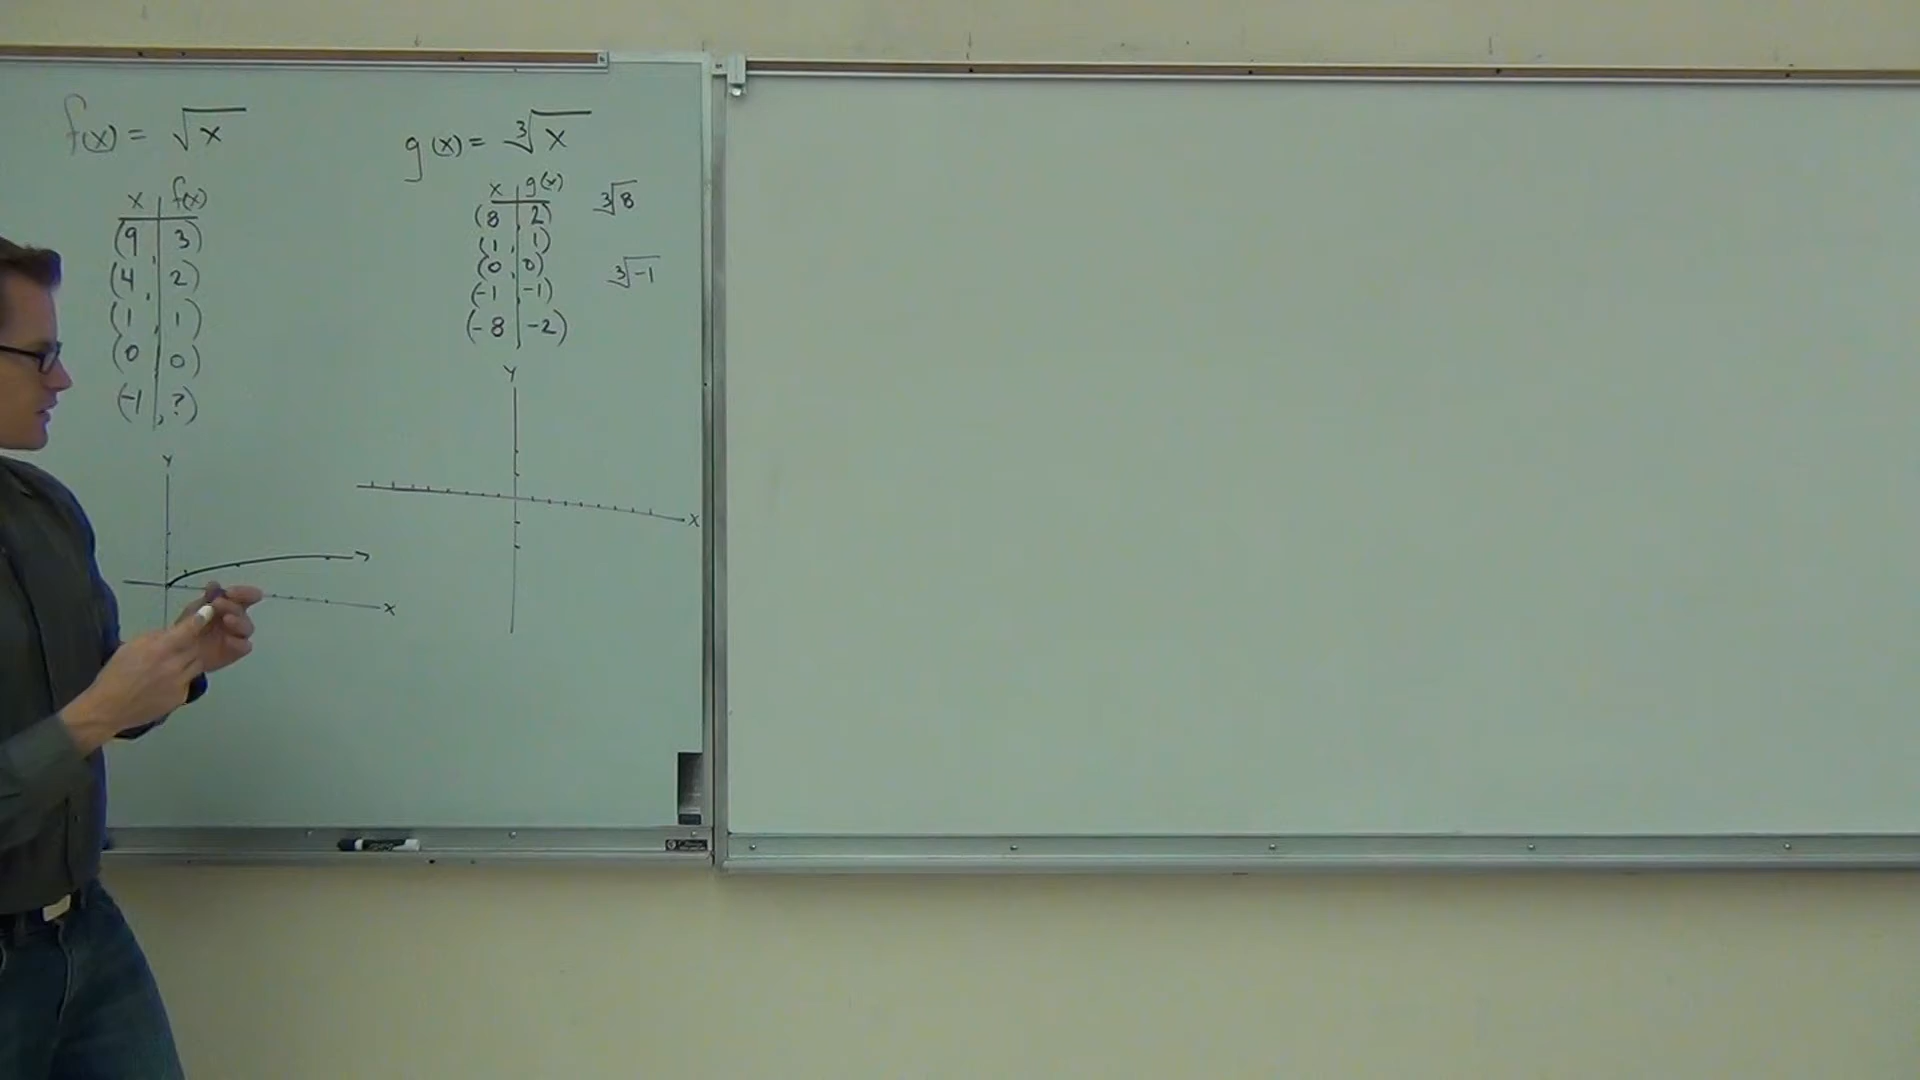 f(x) = √x
x | f(x)
(9, 3)
(4, 2)
(1, 1)
(0, 0)
(-1, ?)
Y
X
g(x) = ∛x
x | g(x)
(8, 2)
(1, 1)
(0, 0)
(-1, -1)
(-8, -2)
∛8
∛-1
Y
X